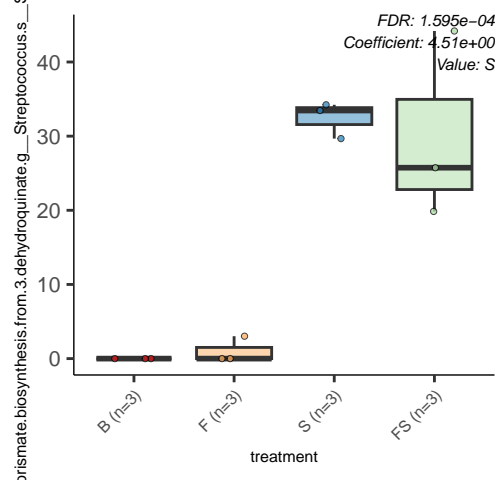 FDR: 1.595e−04
Coefficient: 4.51e+00
Value: S
orismate.biosynthesis.from.3.dehydroquinate.g__Streptococcus.s__S
40
30
20
10
0
B (n=3)
F (n=3)
S (n=3)
FS (n=3)
treatment